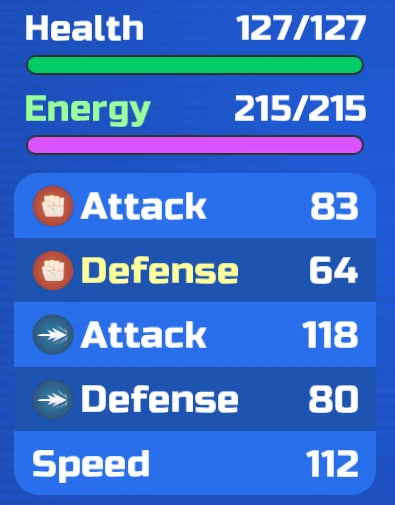 Health 127/127
Energy 215/215
Attack 83
Defense 64
Attack 118
Defense 80
Speed 112